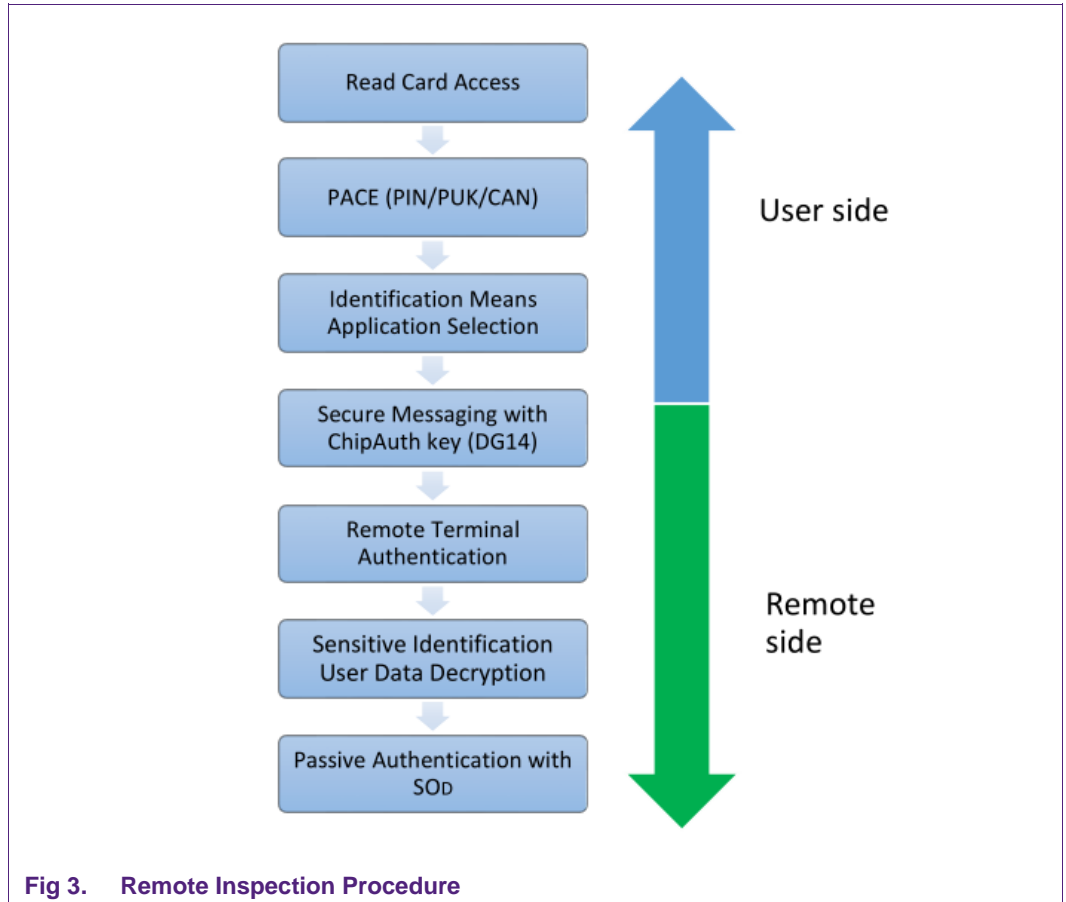 Read Card Access
PACE (PIN/PUK/CAN)
User side
Identification Means
Application Selection
Secure Messaging with
ChipAuth key (DG14)
Remote Terminal
Authentication
Remote
side
Sensitive Identification
User Data Decryption
Passive Authentication with
SOD
Fig 3. Remote Inspection Procedure